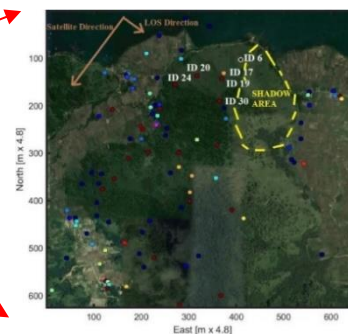 Satellite Direction
LOS Direction
ID 6
ID 20
ID 17
ID 24
ID 19
SHADOW
AREA
ID 30
100
200
300
400
500
600
North [m x 4.8]
100
200
300
400
500
600
East [m x 4.8]